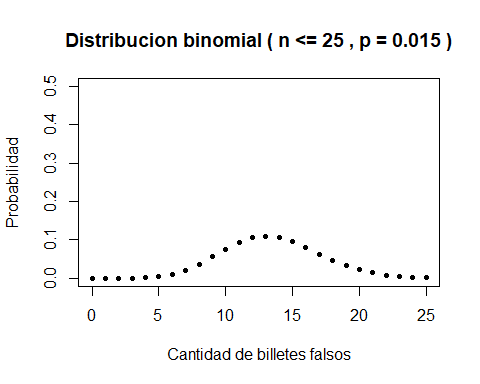 Distribucion binomial ( n <= 25 , p = 0.015 )
Probabilidad
0.5
0.4
0.3
0.2
0.1
0.0
0 5 10 15 20 25
Cantidad de billetes falsos